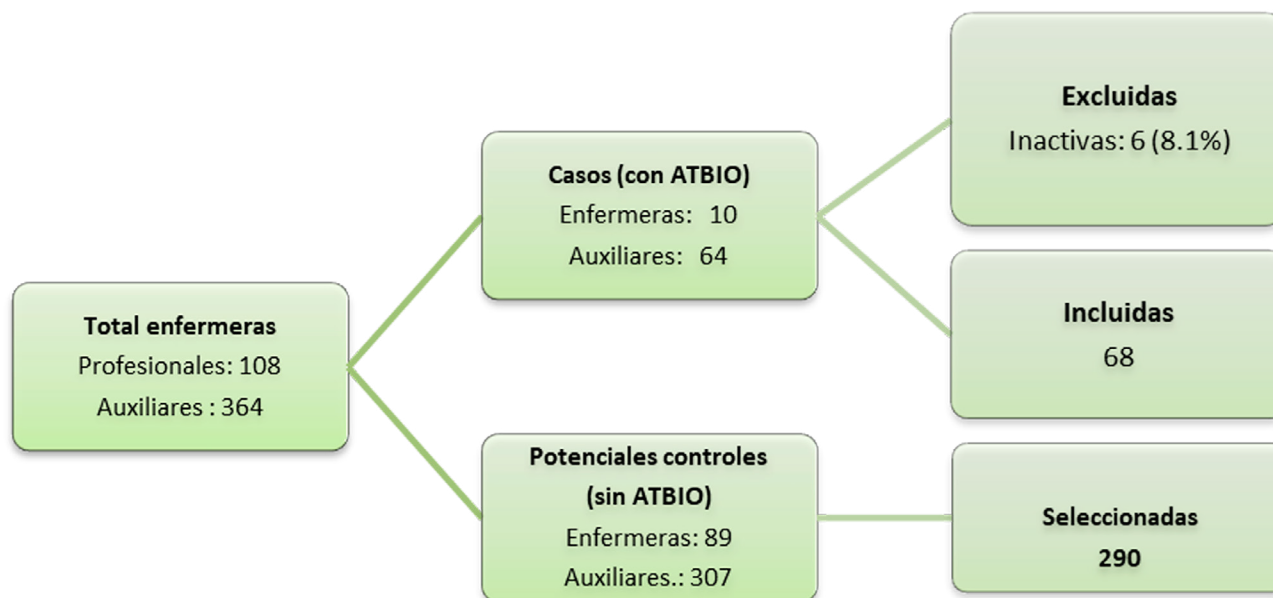 Total enfermeras
Profesionales: 108
Auxiliares : 364
Casos (con ATBIO)
Enfermeras: 10
Auxiliares: 64
Potenciales controles
(sin ATBIO)
Enfermeras: 89
Auxiliares.: 307
Excluidas
Inactivas: 6 (8.1%)
Incluidas
68
Seleccionadas
290